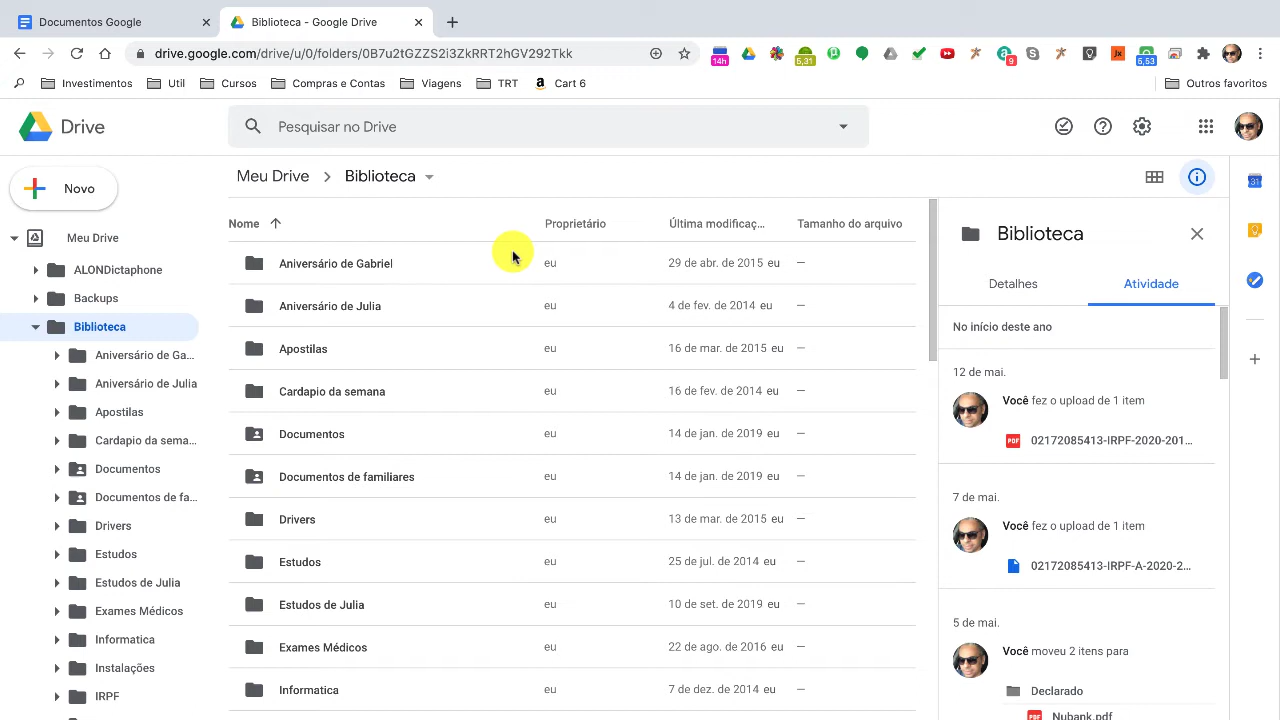 Documentos Google
Biblioteca - Google Drive
drive.google.com/drive/u/0/folders/0B7u2tGZZS2i3ZkRHT2hGV292Tkk
14h
5,31
9
Jx
5,53
Investimentos
Util
Cursos
Compras e Contas
Viagens
TRT
Cart 6
Outros favoritos
Drive
Pesquisar no Drive
Novo
Meu Drive
ALONDictaphone
Backups
Biblioteca
Aniversário de Ga...
Aniversário de Julia
Apostilas
Cardapio da sema...
Documentos
Documentos de fa...
Drivers
Estudos
Estudos de Julia
Exames Médicos
Informatica
Instalações
IRPF
Meu Drive > Biblioteca
Nome Proprietário Última modificaç... Tamanho do arquivo
Aniversário de Gabriel eu 29 de abr. de 2015 eu —
Aniversário de Julia eu 4 de fev. de 2014 eu —
Apostilas eu 16 de mar. de 2015 eu —
Cardapio da semana eu 16 de fev. de 2014 eu —
Documentos eu 14 de jan. de 2019 eu —
Documentos de familiares eu 14 de jan. de 2019 eu —
Drivers eu 13 de mar. de 2015 eu —
Estudos eu 25 de jul. de 2014 eu —
Estudos de Julia eu 10 de set. de 2019 eu —
Exames Médicos eu 22 de ago. de 2016 eu —
Informatica eu 7 de dez. de 2014 eu —
Biblioteca
Detalhes Atividade
No início deste ano
12 de mai.
Você fez o upload de 1 item
PDF 02172085413-IRPF-2020-201...
7 de mai.
Você fez o upload de 1 item
02172085413-IRPF-A-2020-2...
5 de mai.
Você moveu 2 itens para
Declarado
PDF Nubank.pdf
31